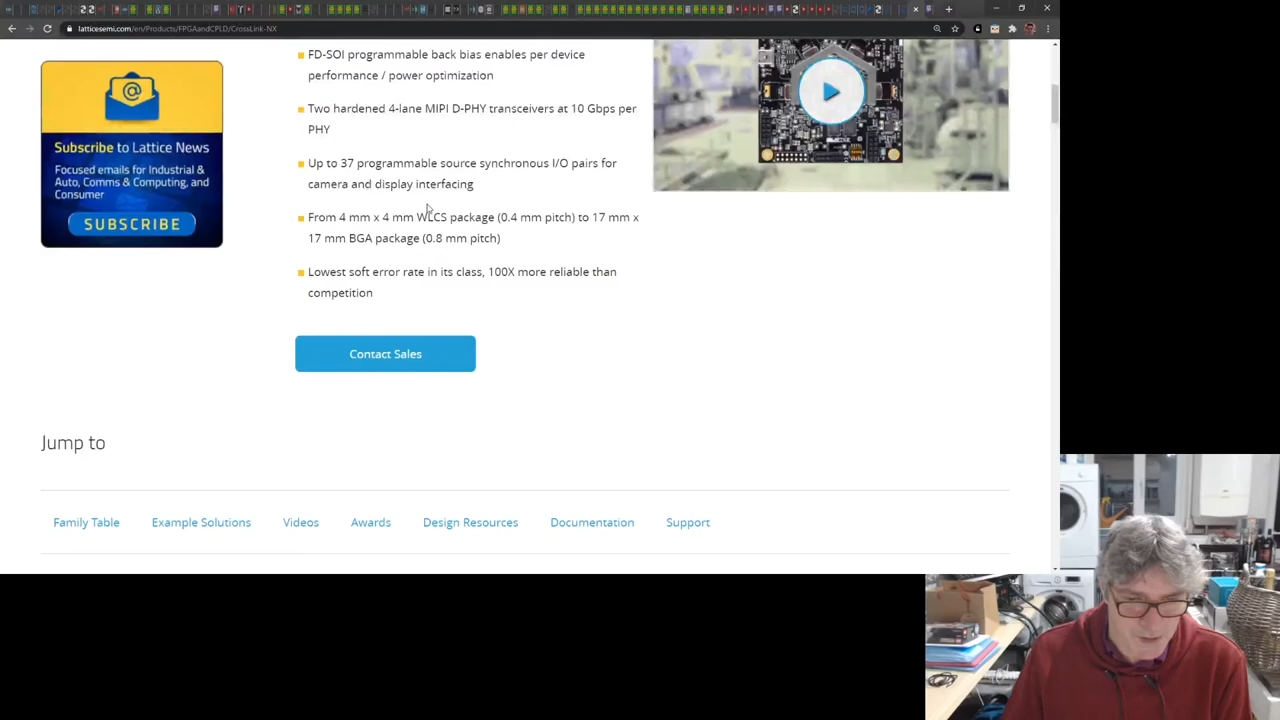 latticesemi.com/en/Products/FPGAandCPLD/CrossLink-NX
FD-SOI programmable back bias enables per device
performance / power optimization
Two hardened 4-lane MIPI D-PHY transceivers at 10 Gbps per
PHY
Up to 37 programmable source synchronous I/O pairs for
camera and display interfacing
From 4 mm x 4 mm WLCS package (0.4 mm pitch) to 17 mm x
17 mm BGA package (0.8 mm pitch)
Lowest soft error rate in its class, 100X more reliable than
competition
Contact Sales
Subscribe to Lattice News
Focused emails for Industrial &
Auto, Comms & Computing, and
Consumer
SUBSCRIBE
Jump to
Family Table
Example Solutions
Videos
Awards
Design Resources
Documentation
Support